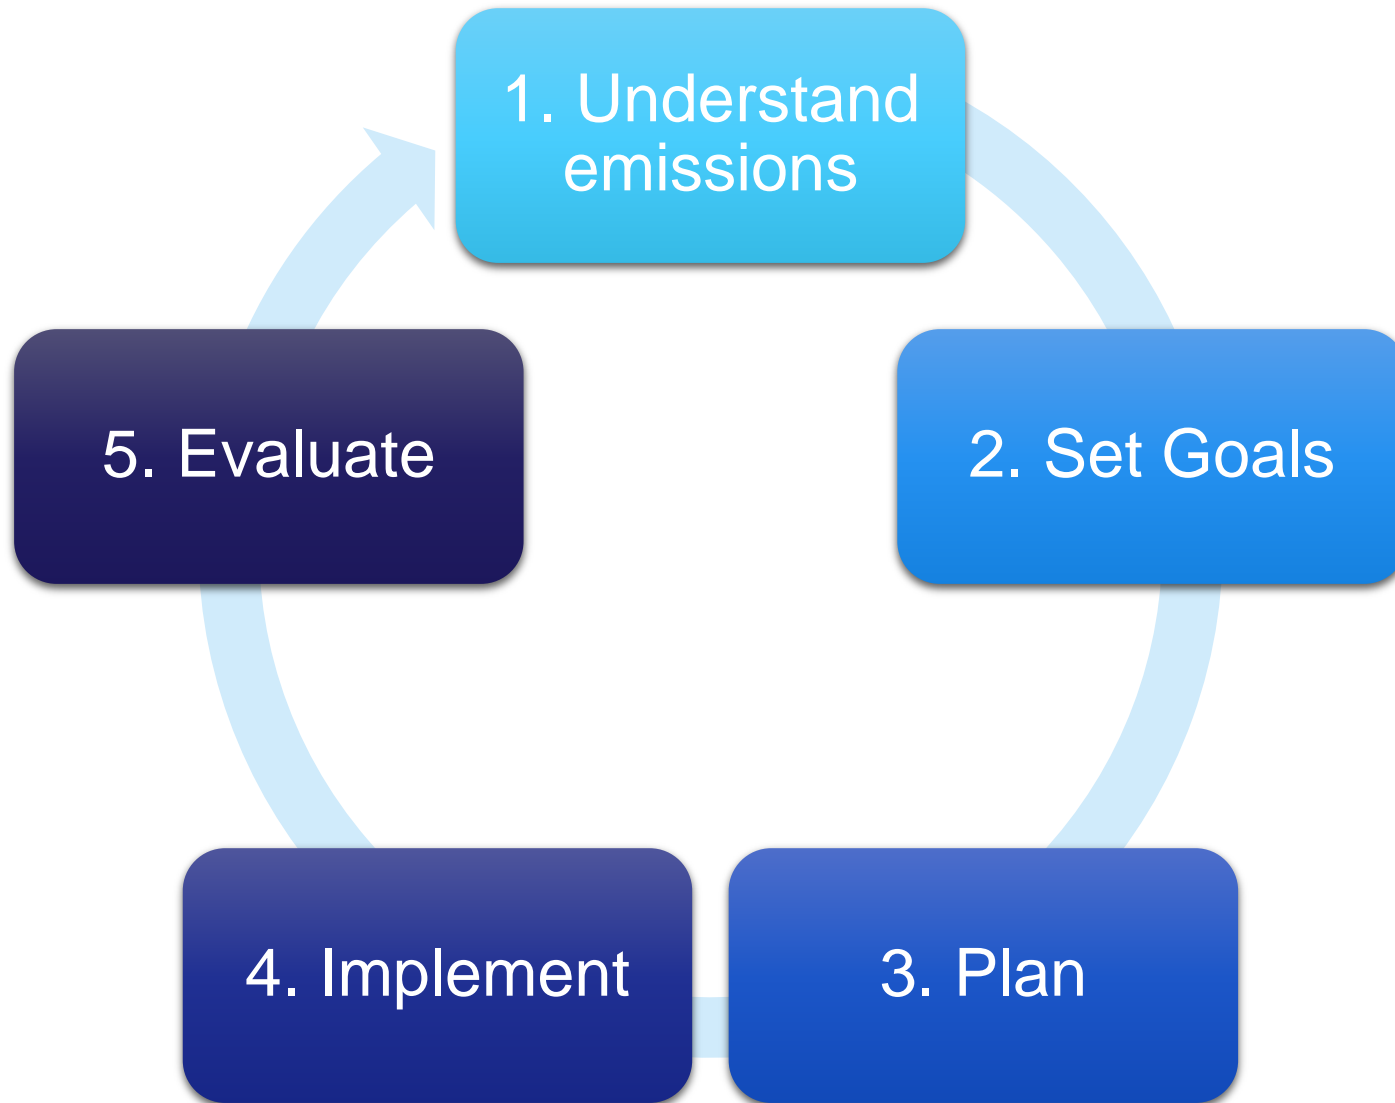 1. Understand
emissions
2. Set Goals
3. Plan
4. Implement
5. Evaluate